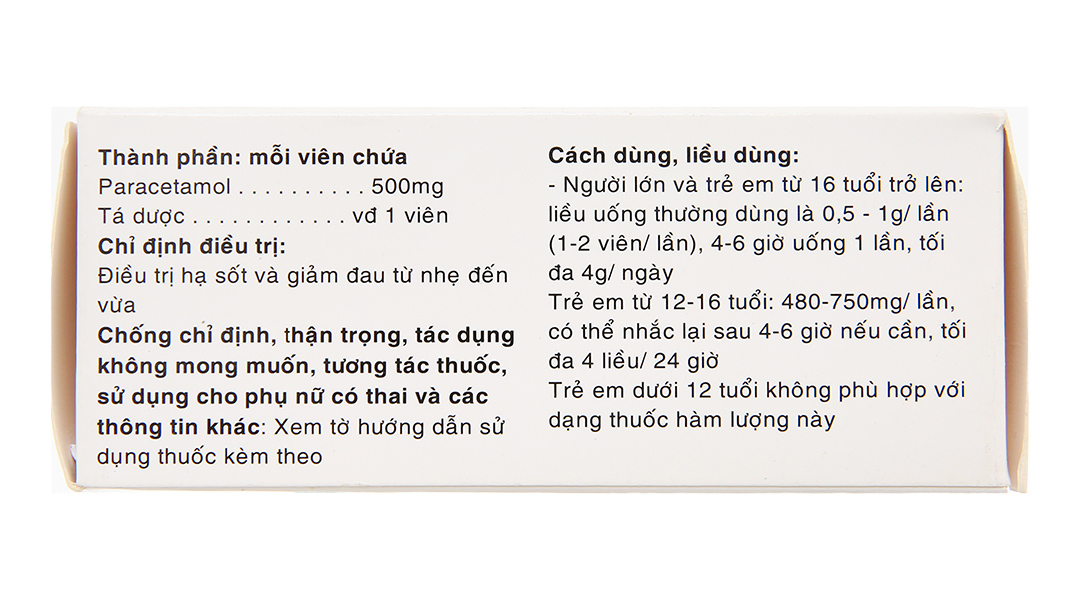 Thành phần: mỗi viên chứa
Paracetamol . . . . . . . . . . 500mg
Tá dược . . . . . . . . . . . . vđ 1 viên
Chỉ định điều trị:
Điều trị hạ sốt và giảm đau từ nhẹ đến
vừa
Chống chỉ định, thận trọng, tác dụng
không mong muốn, tương tác thuốc,
sử dụng cho phụ nữ có thai và các
thông tin khác: Xem tờ hướng dẫn sử
dụng thuốc kèm theo
Cách dùng, liều dùng:
- Người lớn và trẻ em từ 16 tuổi trở lên:
liều uống thường dùng là 0,5 - 1g/ lần
(1-2 viên/ lần), 4-6 giờ uống 1 lần, tối
đa 4g/ ngày
Trẻ em từ 12-16 tuổi: 480-750mg/ lần,
có thể nhắc lại sau 4-6 giờ nếu cần, tối
đa 4 liều/ 24 giờ
Trẻ em dưới 12 tuổi không phù hợp với
dạng thuốc hàm lượng này